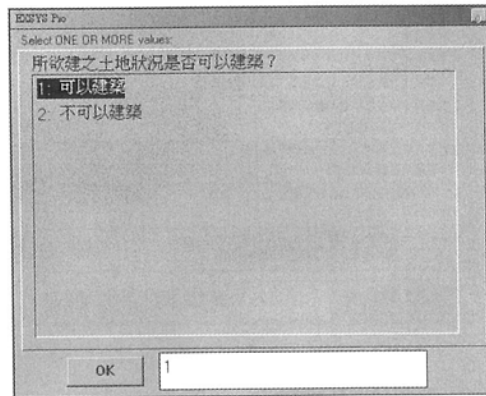 EXSYS Pro
Select ONE OR MORE values:
所欲建之土地狀況是否可以建築？
1: 可以建築
2: 不可以建築
OK
1